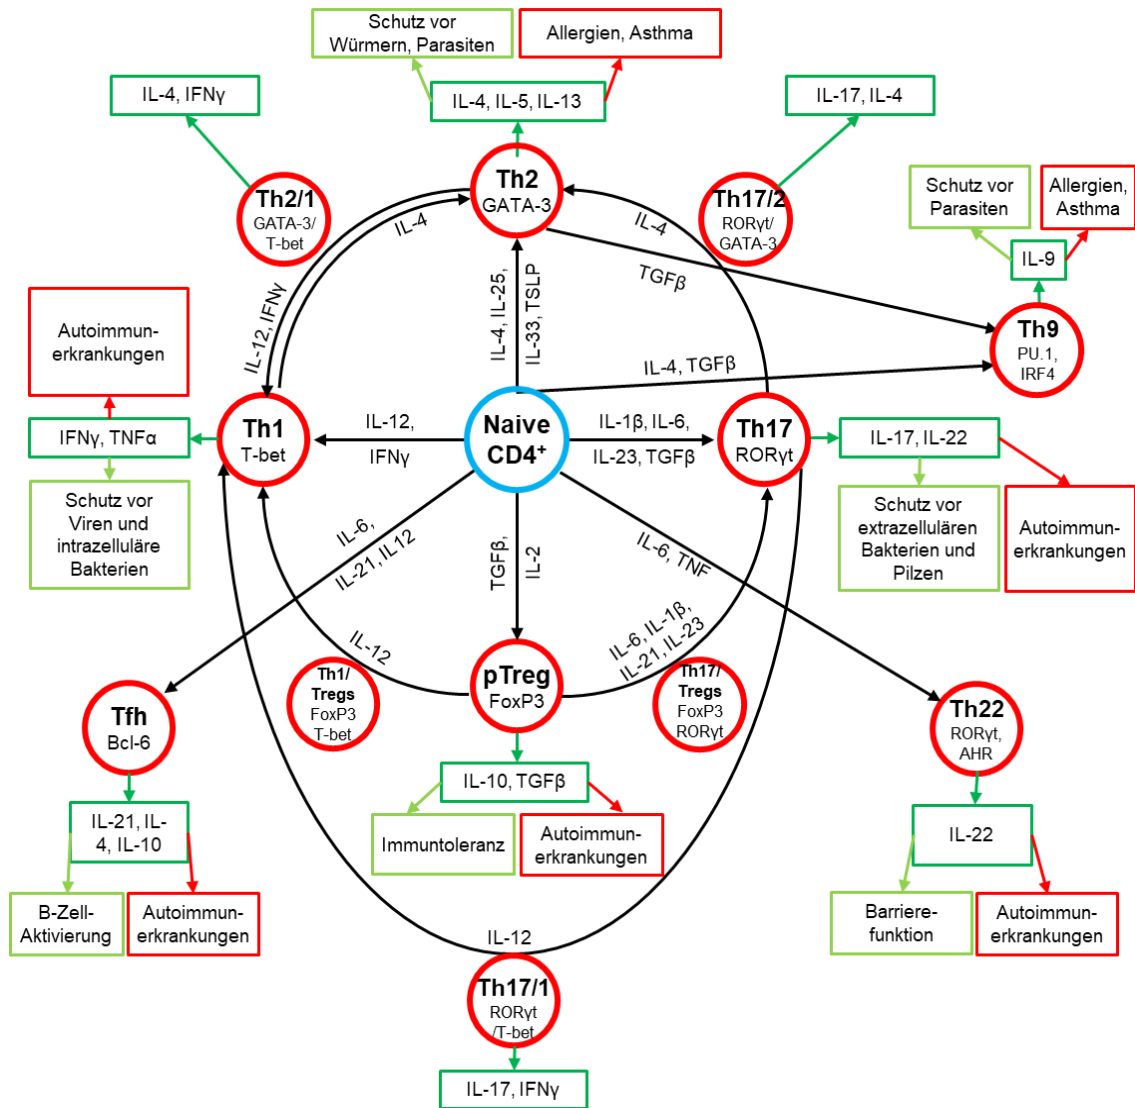 Schutz vor
Würmern, Parasiten
Allergien, Asthma
IL-4, IFNγ
IL-4, IL-5, IL-13
IL-17, IL-4
Th2/1
GATA-3/
T-bet
Th2
GATA-3
Th17/2
RORγt/
GATA-3
Schutz vor
Parasiten
Allergien,
Asthma
IL-9
Th9
PU.1,
IRF4
IL-4
IL-12, IFNγ
IL-4, IL-25,
IL-33, TSLP
IL-4
TGFβ
IL-4, TGFβ
Autoimmun-
erkrankungen
IFNγ, TNFα
Schutz vor
Viren und
intrazelluläre
Bakterien
Th1
T-bet
IL-12,
IFNγ
Naive
CD4⁺
IL-1β, IL-6,
IL-23, TGFβ
Th17
RORγt
IL-17, IL-22
Schutz vor
extrazellulären
Bakterien und
Pilzen
Autoimmun-
erkrankungen
IL-6,
IL-21, IL12
TGFβ,
IL-2
IL-6, TNF
IL-12
IL-6, IL-1β,
IL-21, IL-23
Th1/
Tregs
FoxP3
T-bet
pTreg
FoxP3
Th17/
Tregs
FoxP3
RORγt
Tfh
Bcl-6
Th22
RORγt,
AHR
IL-10, TGFβ
Immuntoleranz
Autoimmun-
erkrankungen
IL-21, IL-
4, IL-10
B-Zell-
Aktivierung
Autoimmun-
erkrankungen
IL-22
Barriere-
funktion
Autoimmun-
erkrankungen
IL-12
Th17/1
RORγt
/T-bet
IL-17, IFNγ